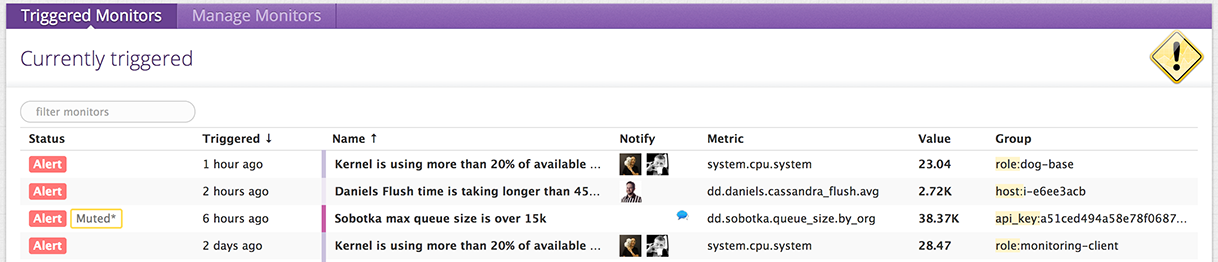 Triggered Monitors Manage Monitors
Currently triggered
filter monitors
Status Triggered ↓ Name ↑ Notify Metric Value Group
Alert 1 hour ago Kernel is using more than 20% of available ... system.cpu.system 23.04 role:dog-base
Alert 2 hours ago Daniels Flush time is taking longer than 45... dd.daniels.cassandra_flush.avg 2.72K host:i-e6ee3acb
Alert Muted* 6 hours ago Sobotka max queue size is over 15k dd.sobotka.queue_size.by_org 38.37K api_key:a51ced494a58e78f0687...
Alert 2 days ago Kernel is using more than 20% of available ... system.cpu.system 28.47 role:monitoring-client